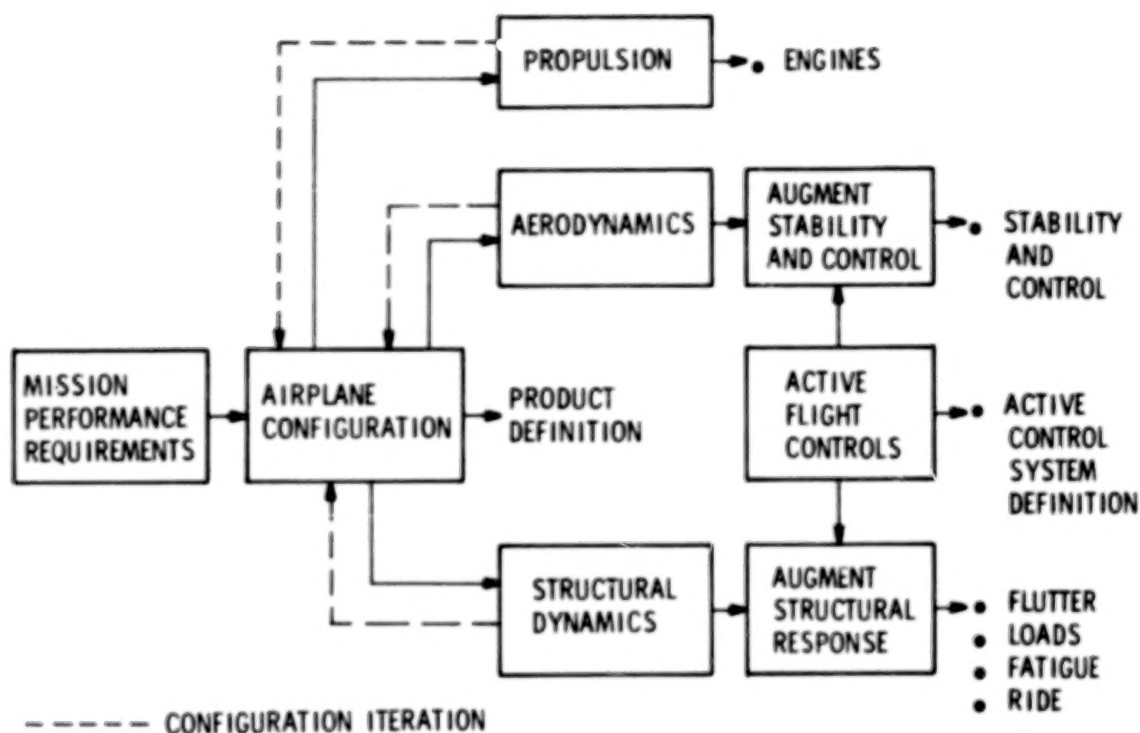 PROPULSION
• ENGINES
AERODYNAMICS
AUGMENT
STABILITY
AND CONTROL
• STABILITY
AND
CONTROL
MISSION
PERFORMANCE
REQUIREMENTS
AIRPLANE
CONFIGURATION
PRODUCT
DEFINITION
ACTIVE
FLIGHT
CONTROLS
• ACTIVE
CONTROL
SYSTEM
DEFINITION
STRUCTURAL
DYNAMICS
AUGMENT
STRUCTURAL
RESPONSE
• FLUTTER
• LOADS
• FATIGUE
• RIDE
CONFIGURATION ITERATION